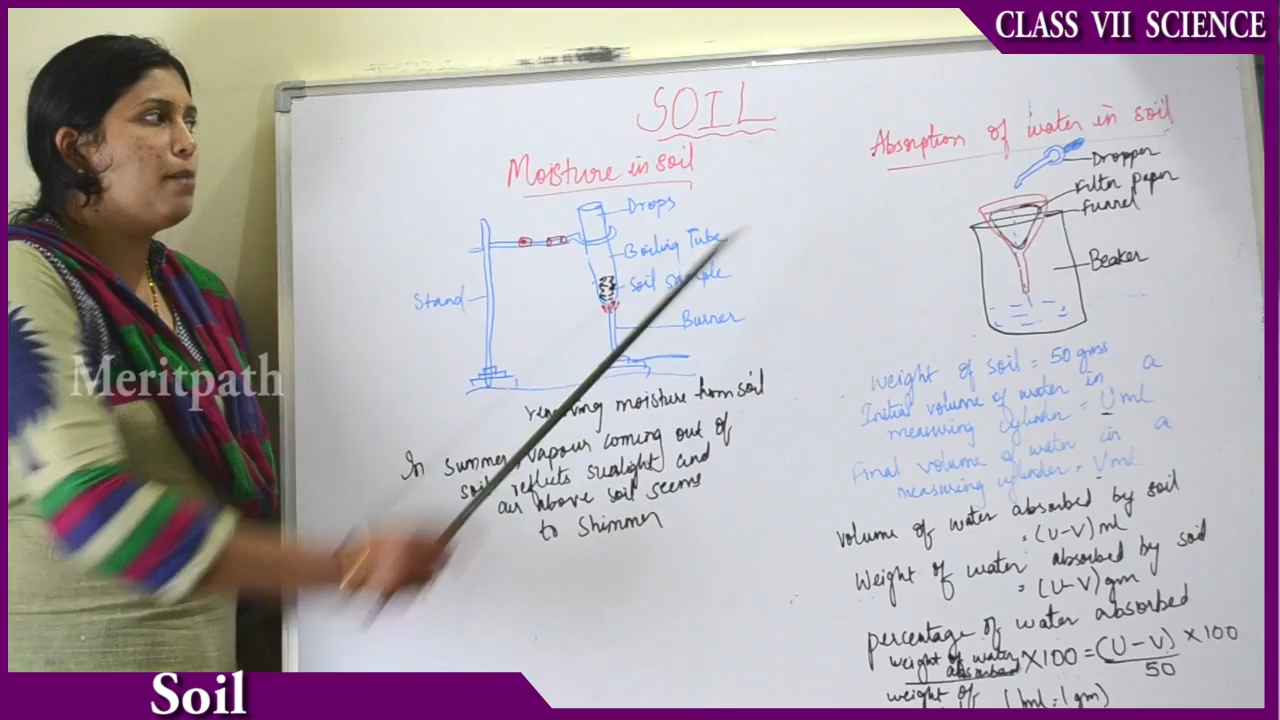 CLASS VII SCIENCE
SOIL
Moisture in soil
Drops
Boiling Tube
Soil sample
Stand
Burner
removing moisture from soil
In summer, vapour coming out of
soil reflects sunlight and
air above soil seems
to shimmer
Absorption of water in soil
Dropper
Filter paper
Funnel
Beaker
Weight of soil = 50 gms
Initial volume of water in a
measuring cylinder = U ml
Final volume of water in a
measuring cylinder = V ml
volume of water absorbed by soil
= (U-V) ml
Weight of water absorbed by soil
= (U-V) gm
percentage of water absorbed
weight of water
absorbed X 100 = (U-V) X 100
50
weight of (1ml = 1gm)
Meritpath
Soil